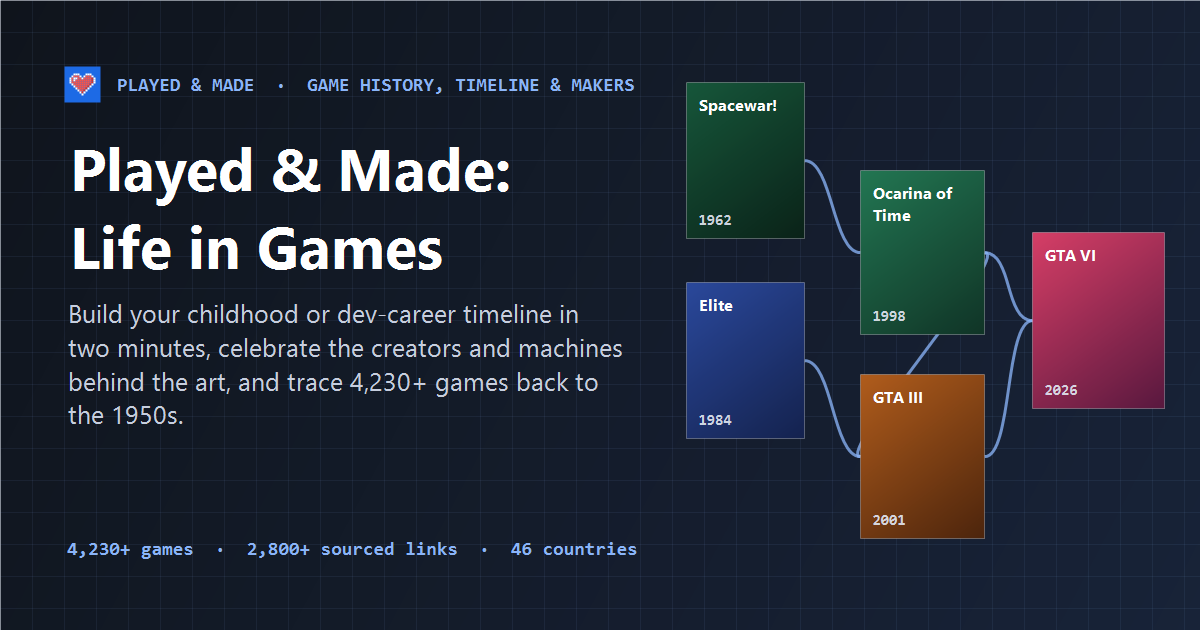 PLAYED & MADE · GAME HISTORY, TIMELINE & MAKERS
Played & Made:
Life in Games
Build your childhood or dev-career timeline in
two minutes, celebrate the creators and machines
behind the art, and trace 4,230+ games back to
the 1950s.
4,230+ games · 2,800+ sourced links · 46 countries
Spacewar!
1962
Elite
1984
Ocarina of
Time
1998
GTA III
2001
GTA VI
2026